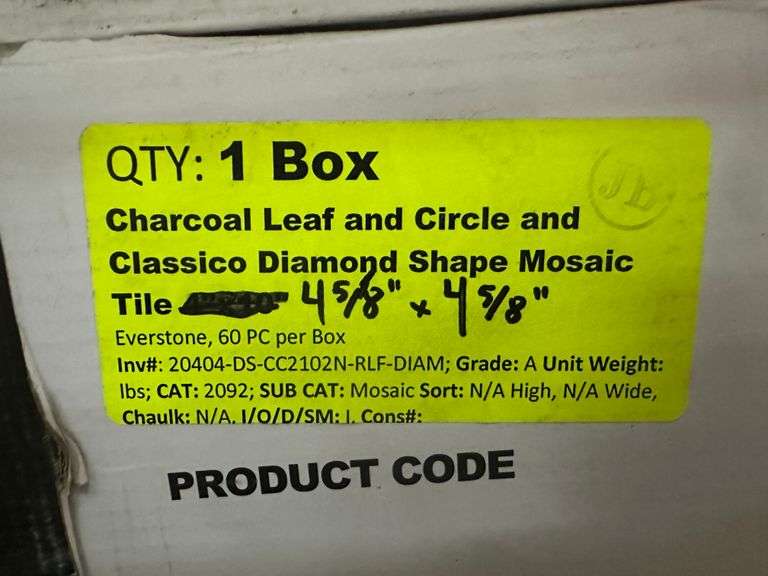 QTY: 1 Box
Charcoal Leaf and Circle and
Classico Diamond Shape Mosaic
Tile 4 5/8" x 4 5/8"
Everstone, 60 PC per Box
Inv#: 20404-DS-CC2102N-RLF-DIAM; Grade: A Unit Weight:
lbs; CAT: 2092; SUB CAT: Mosaic Sort: N/A High, N/A Wide,
Chaulk: N/A. I/O/D/SM: I. Cons#:
PRODUCT CODE